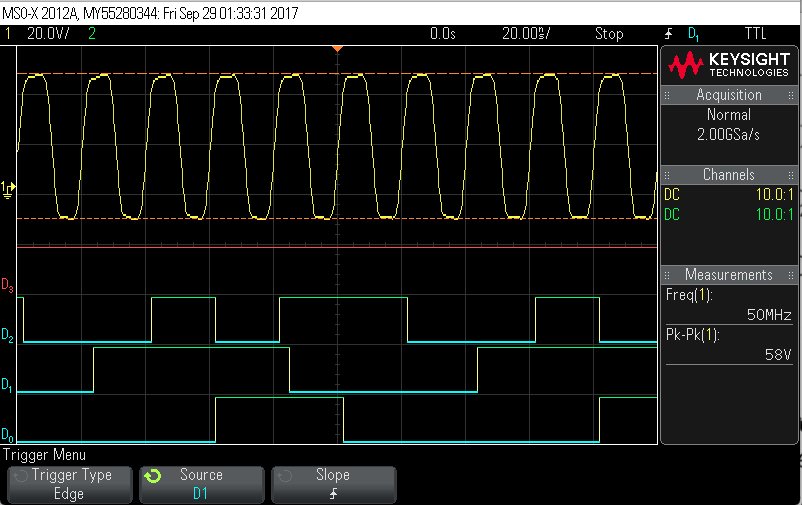 MSO-X 2012A, MY55280344: Fri Sep 29 01:33:31 2017
1 20.0V/ 2 0.0s 20.00ns/ Stop D1 TTL
KEYSIGHT
TECHNOLOGIES
Acquisition
Normal
2.00GSa/s
Channels
DC 10.0:1
DC 10.0:1
Measurements
Freq(1):
50MHz
Pk-Pk(1):
58V
1
D3
D2
D1
D0
Trigger Menu
Trigger Type
Edge
Source
D1
Slope